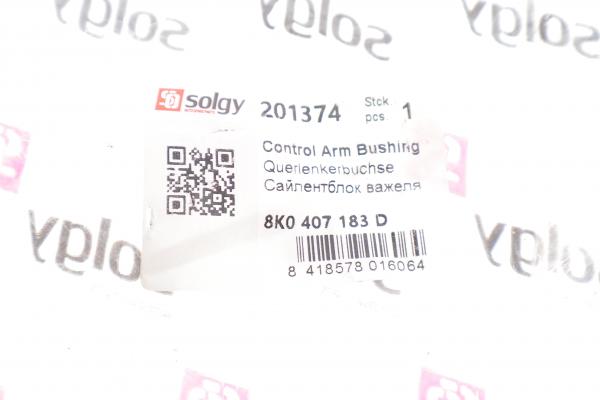 solgy
solgy 201374 Stck. pcs. 1
Control Arm Bushing
Querlenkerbuchse
Сайлентблок важеля
8K0 407 183 D
8 418578 016064
solgy
solgy
solgy
solgy